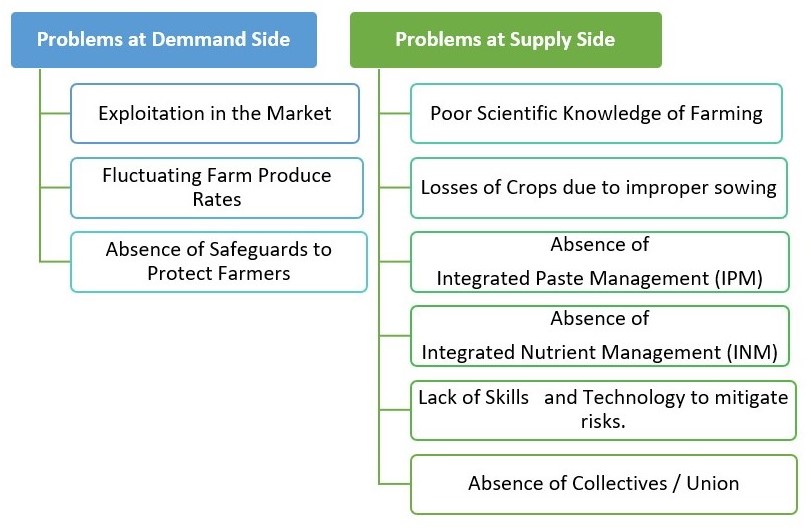 Problems at Demmand Side
Exploitation in the Market
Fluctuating Farm Produce
Rates
Absence of Safeguards to
Protect Farmers
Problems at Supply Side
Poor Scientific Knowledge of Farming
Losses of Crops due to improper sowing
Absence of
Integrated Paste Management (IPM)
Absence of
Integrated Nutrient Management (INM)
Lack of Skills   and Technology to mitigate
risks.
Absence of Collectives / Union